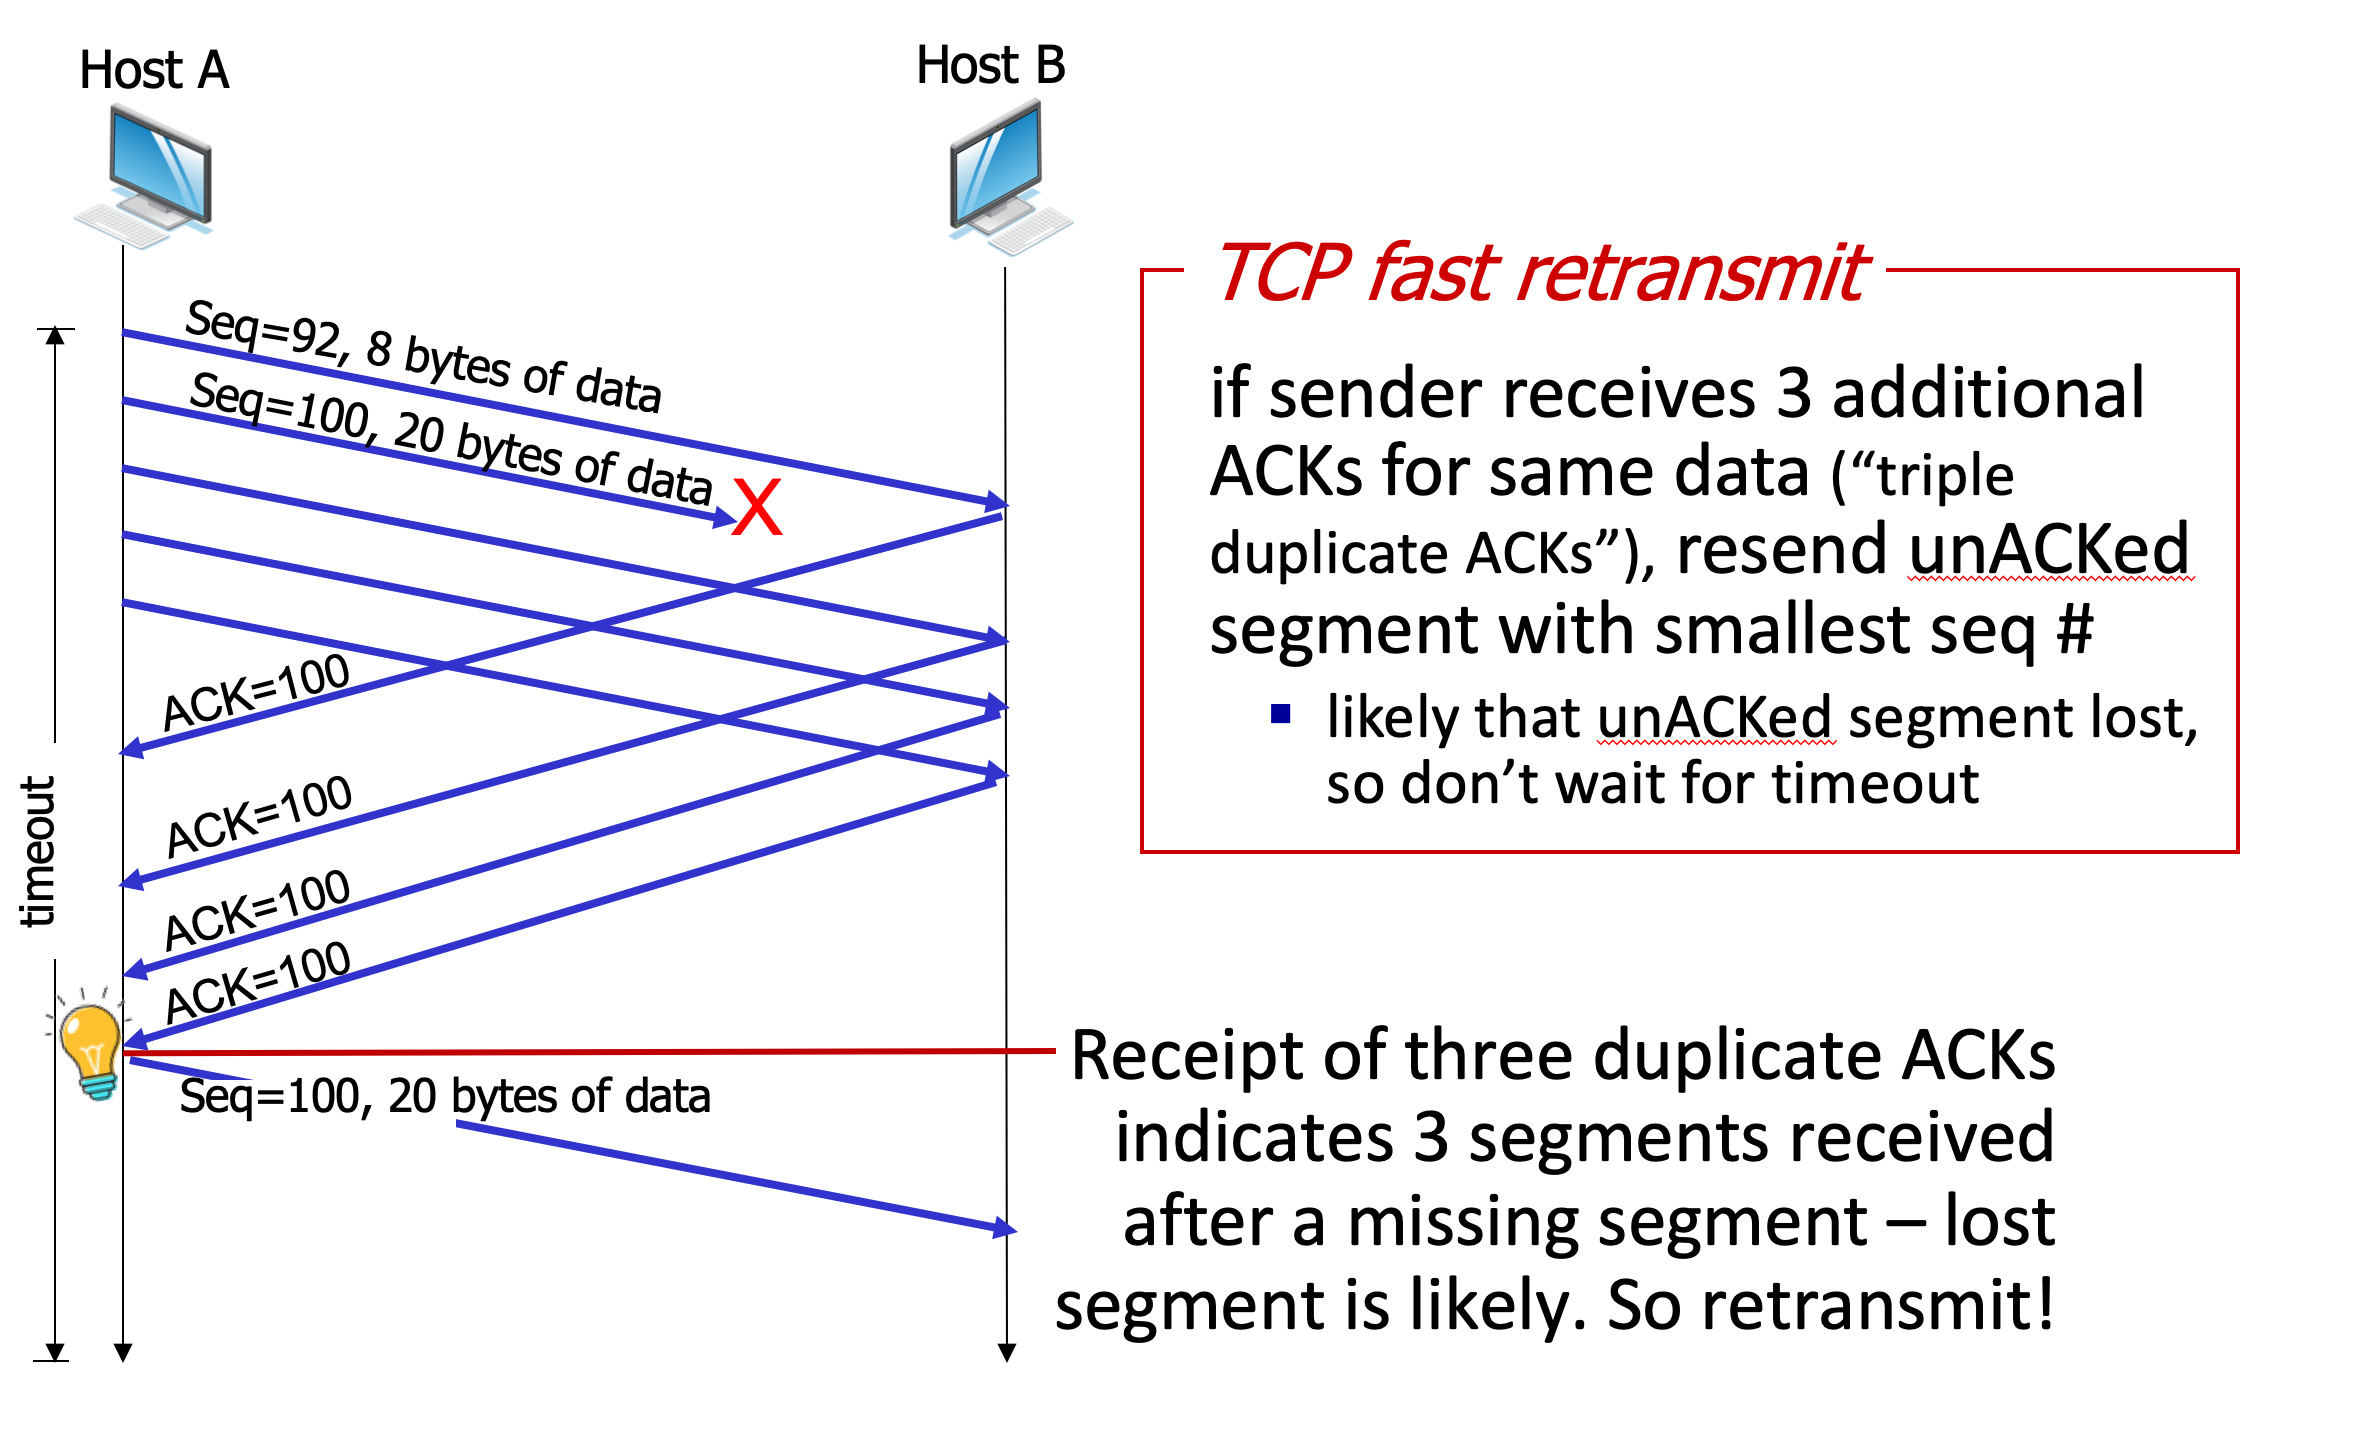 Host A
Host B
Seq=92, 8 bytes of data
Seq=100, 20 bytes of data
X
ACK=100
ACK=100
ACK=100
ACK=100
timeout
Seq=100, 20 bytes of data
TCP fast retransmit
if sender receives 3 additional
ACKs for same data (“triple
duplicate ACKs”), resend unACKed
segment with smallest seq #
likely that unACKed segment lost,
so don’t wait for timeout
Receipt of three duplicate ACKs
indicates 3 segments received
after a missing segment – lost
segment is likely. So retransmit!